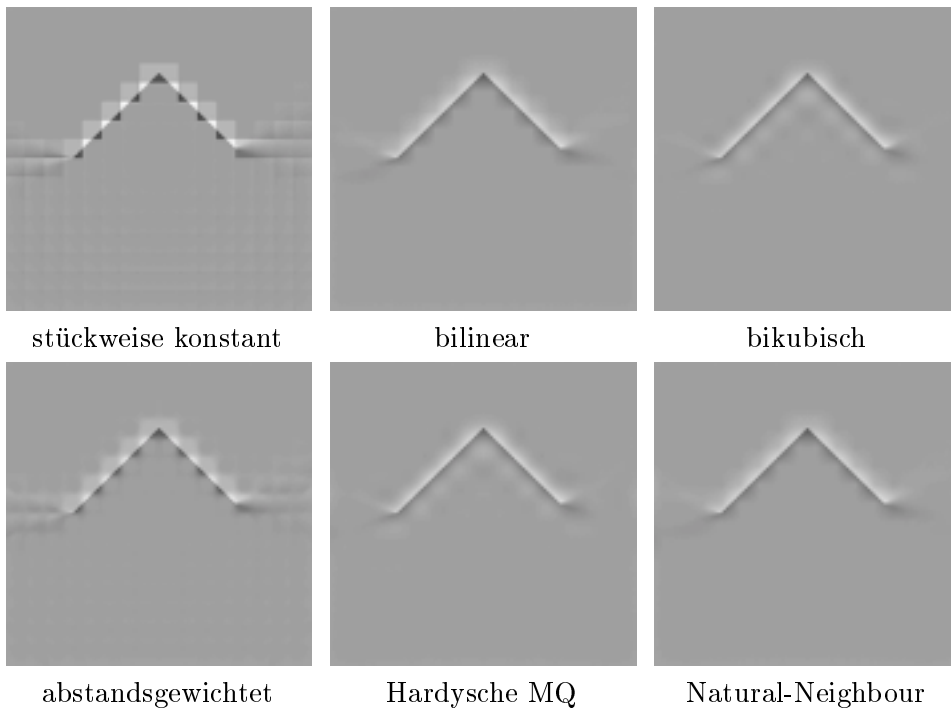 stückweise konstant
bilinear
bikubisch
abstandsgewichtet
Hardysche MQ
Natural-Neighbour